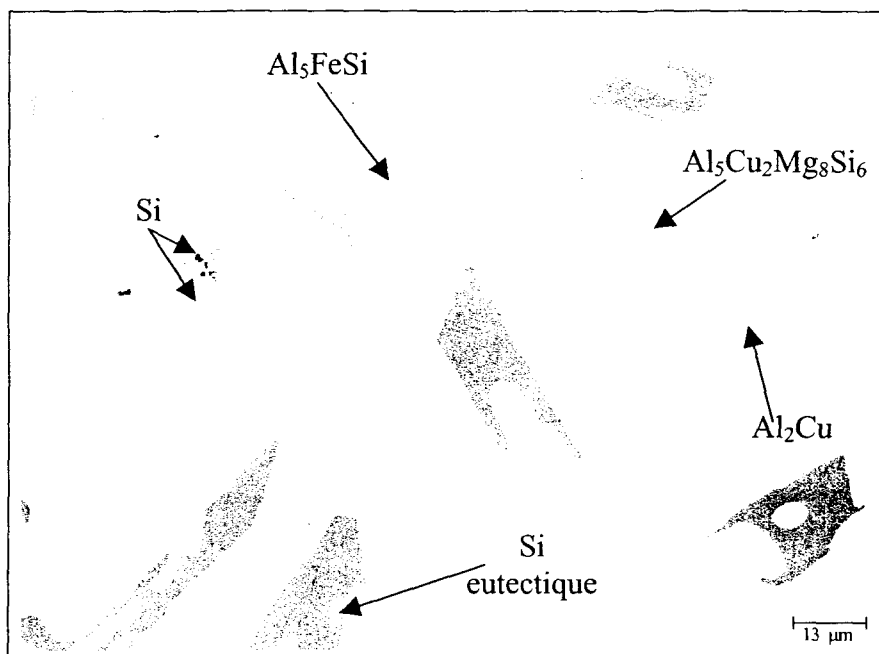 Al₅FeSi
Al₅Cu₂Mg₈Si₆
Si
Al₂Cu
Si
eutectique
13 µm